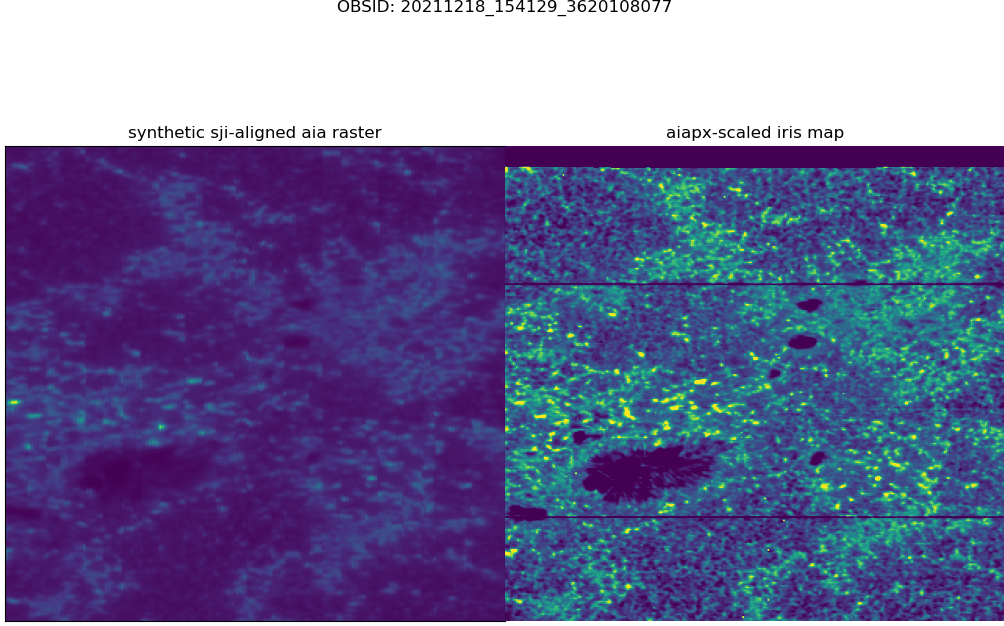 OBSID: 20211218_154129_3620108077
synthetic sji-aligned aia raster
aiapx-scaled iris map